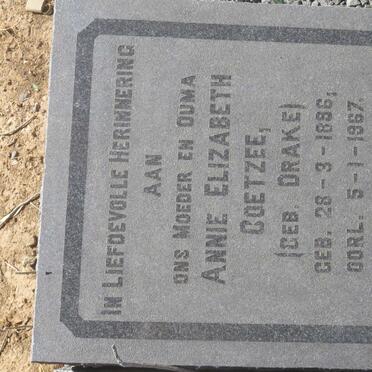 IN LIEFDEVOLLE HERINNERING
AAN
ONS MOEDER EN OUMA
ANNIE ELIZABETH
COETZEE,
(GEB. DRAKE)
GEB. 28-3-1886;
OORL. 5-1-1967.